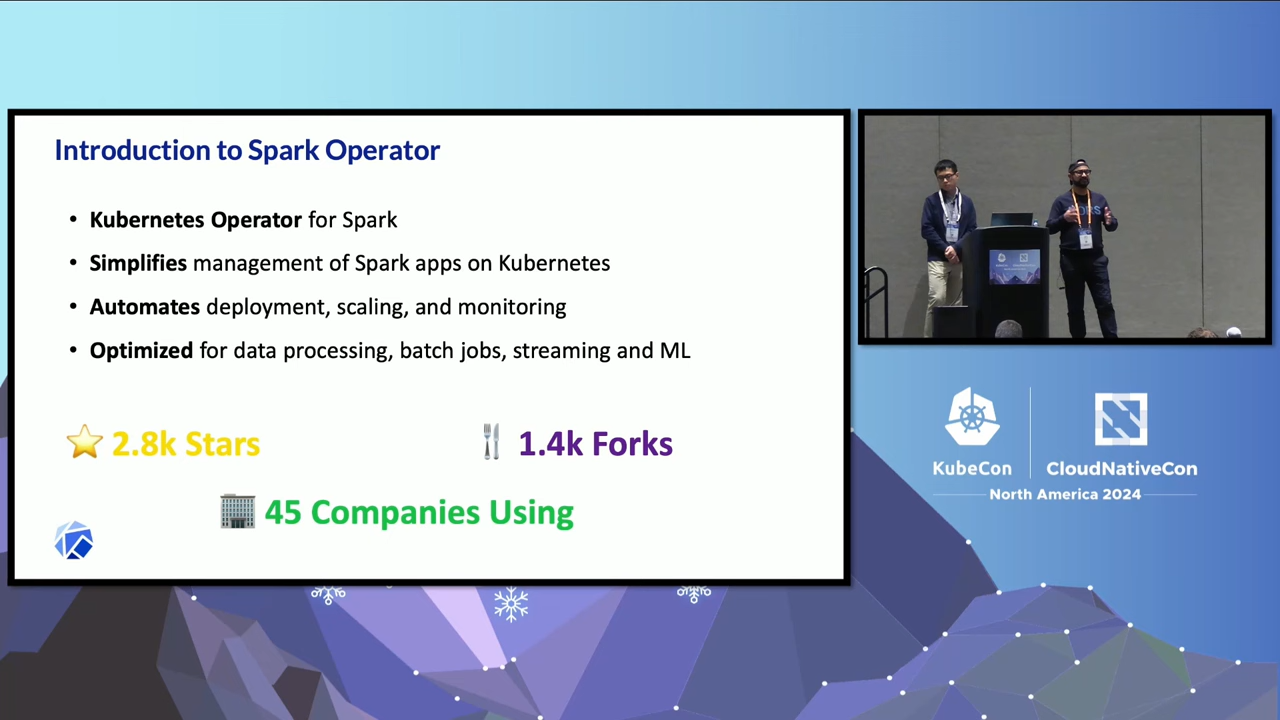 Introduction to Spark Operator
• Kubernetes Operator for Spark
• Simplifies management of Spark apps on Kubernetes
• Automates deployment, scaling, and monitoring
• Optimized for data processing, batch jobs, streaming and ML
2.8k Stars
1.4k Forks
45 Companies Using
KubeCon
CloudNativeCon
North America 2024